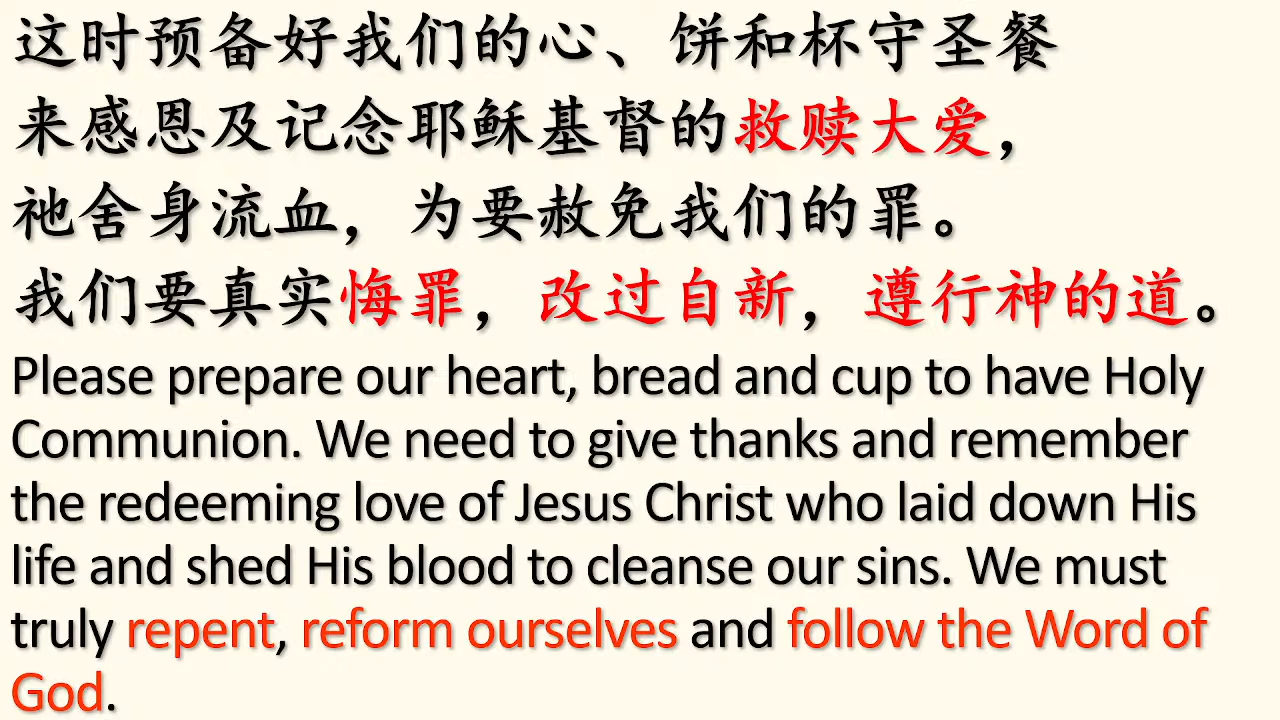 这时预备好我们的心、饼和杯守圣餐
来感恩及记念耶稣基督的救赎大爱，
祂舍身流血，为要赦免我们的罪。
我们要真实悔罪，改过自新，遵行神的道。
Please prepare our heart, bread and cup to have Holy
Communion. We need to give thanks and remember
the redeeming love of Jesus Christ who laid down His
life and shed His blood to cleanse our sins. We must
truly repent, reform ourselves and follow the Word of
God.